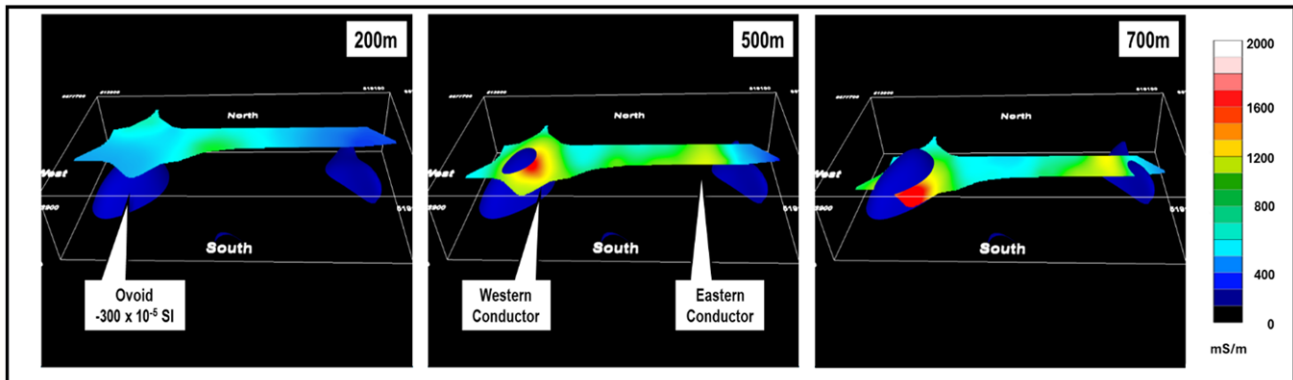 200m
North
West
South
Ovoid
-300 x 10⁻⁵ SI
500m
North
West
South
Western
Conductor
Eastern
Conductor
700m
North
West
South
2000
1600
1200
800
400
0
mS/m